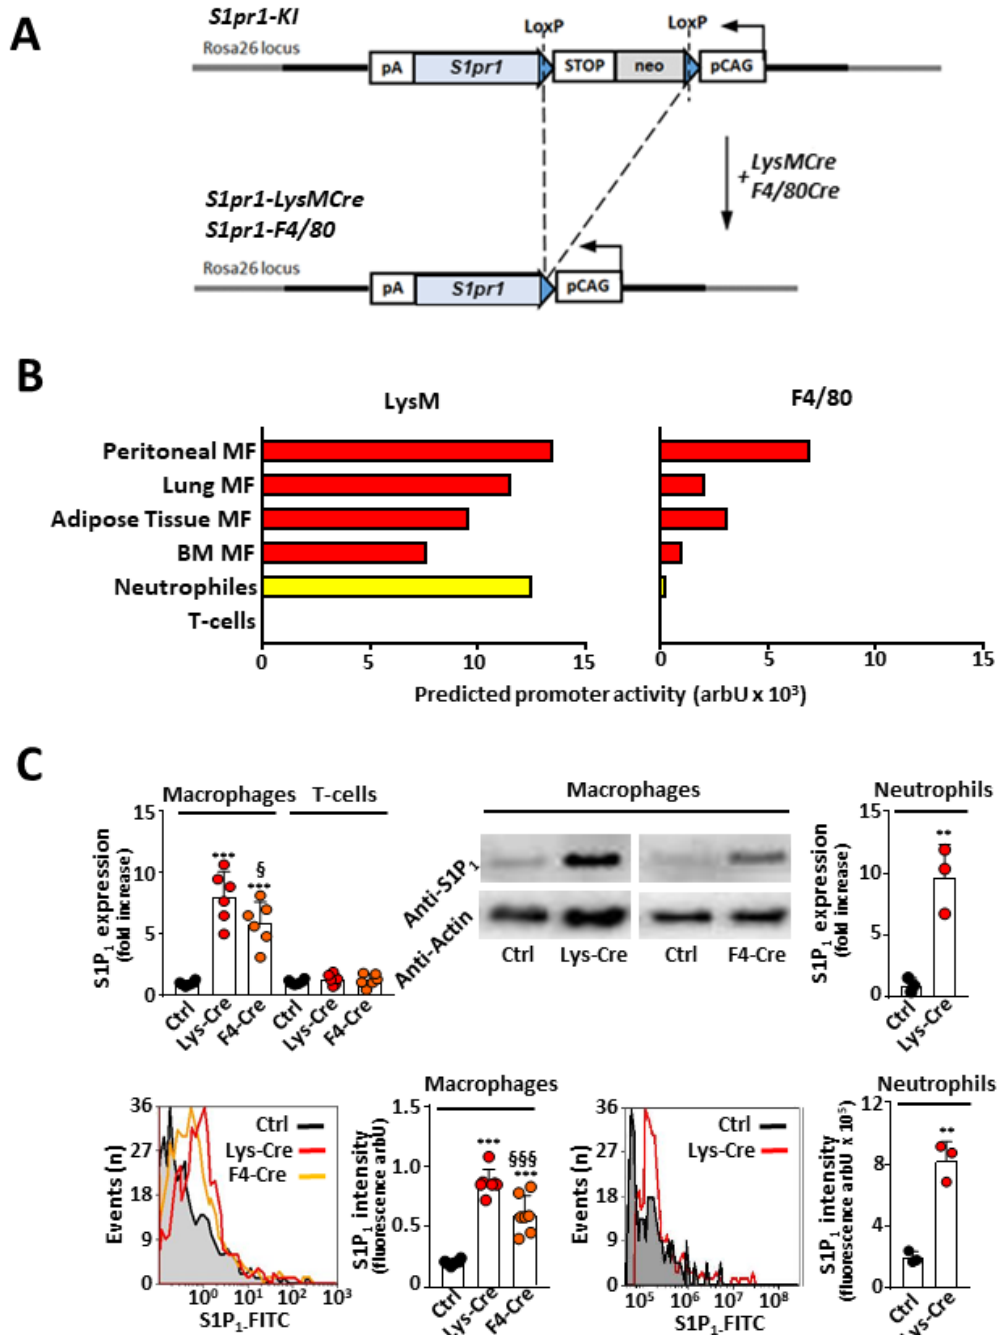 A
S1pr1-KI
LoxP
LoxP
Rosa26 locus
pA
S1pr1
STOP
neo
pCAG
+ LysMCre
F4/80Cre
S1pr1-LysMCre
S1pr1-F4/80
Rosa26 locus
pA
S1pr1
pCAG
B
LysM
F4/80
Peritoneal MF
Lung MF
Adipose Tissue MF
BM MF
Neutrophiles
T-cells
0 5 10 15
0 5 10 15
Predicted promoter activity (arbU x 10³)
C
Macrophages T-cells
S1P₁ expression
(fold increase)
15
10
5
0
***
§
***
Ctrl
Lys-Cre
F4-Cre
Ctrl
Lys-Cre
F4-Cre
Macrophages
Anti-S1P₁
Anti-Actin
Ctrl Lys-Cre Ctrl F4-Cre
Neutrophils
S1P₁ expression
(fold increase)
15
10
5
0
**
Ctrl
Lys-Cre
Events (n)
36
27
18
9
0
Ctrl
Lys-Cre
F4-Cre
10⁰ 10¹ 10² 10³
S1P₁-FITC
Macrophages
S1P₁ intensity
(fluorescence arbU)
1.5
1.0
0.5
0
***
§§§
***
Ctrl
Lys-Cre
F4-Cre
Events (n)
36
27
18
9
0
Ctrl
Lys-Cre
10⁵ 10⁶ 10⁷ 10⁸
S1P₁-FITC
Neutrophils
S1P₁ intensity
(fluorescence arbU x 10⁵)
12
8
4
0
**
Ctrl
Lys-Cre